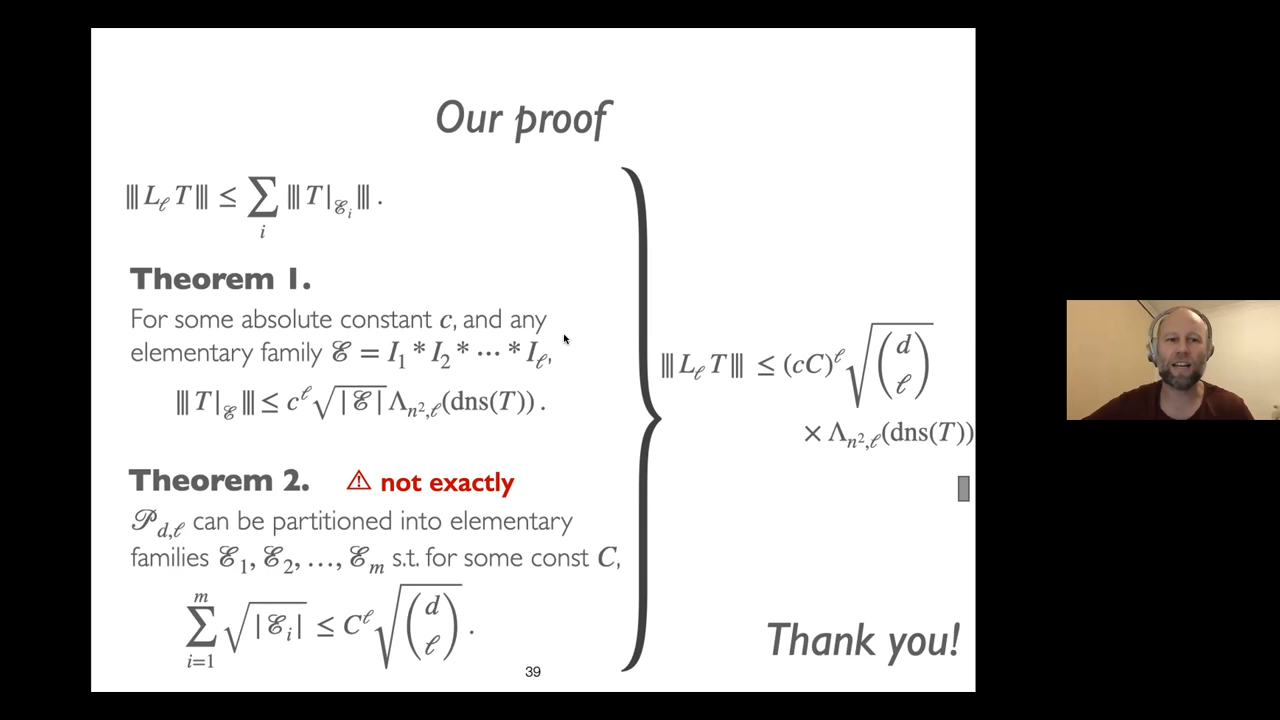 Our proof
⦀ L_ℓ T ⦀ ≤ ∑_i ⦀ T|_{ℰ_i} ⦀ .
Theorem 1.
For some absolute constant c, and any
elementary family ℰ = I_1 * I_2 * ⋯ * I_ℓ,
⦀ T|_ℰ ⦀ ≤ c^ℓ √|ℰ| Λ_{n²,ℓ}(dns(T)) .
Theorem 2. ⚠ not exactly
𝒫_{d,ℓ} can be partitioned into elementary
families ℰ_1, ℰ_2, …, ℰ_m s.t. for some const C,
∑_{i=1}^{m} √|ℰ_i| ≤ C^ℓ √(d ℓ) .
⦀ L_ℓ T ⦀ ≤ (cC)^ℓ √(d ℓ)
× Λ_{n²,ℓ}(dns(T))
Thank you!
39